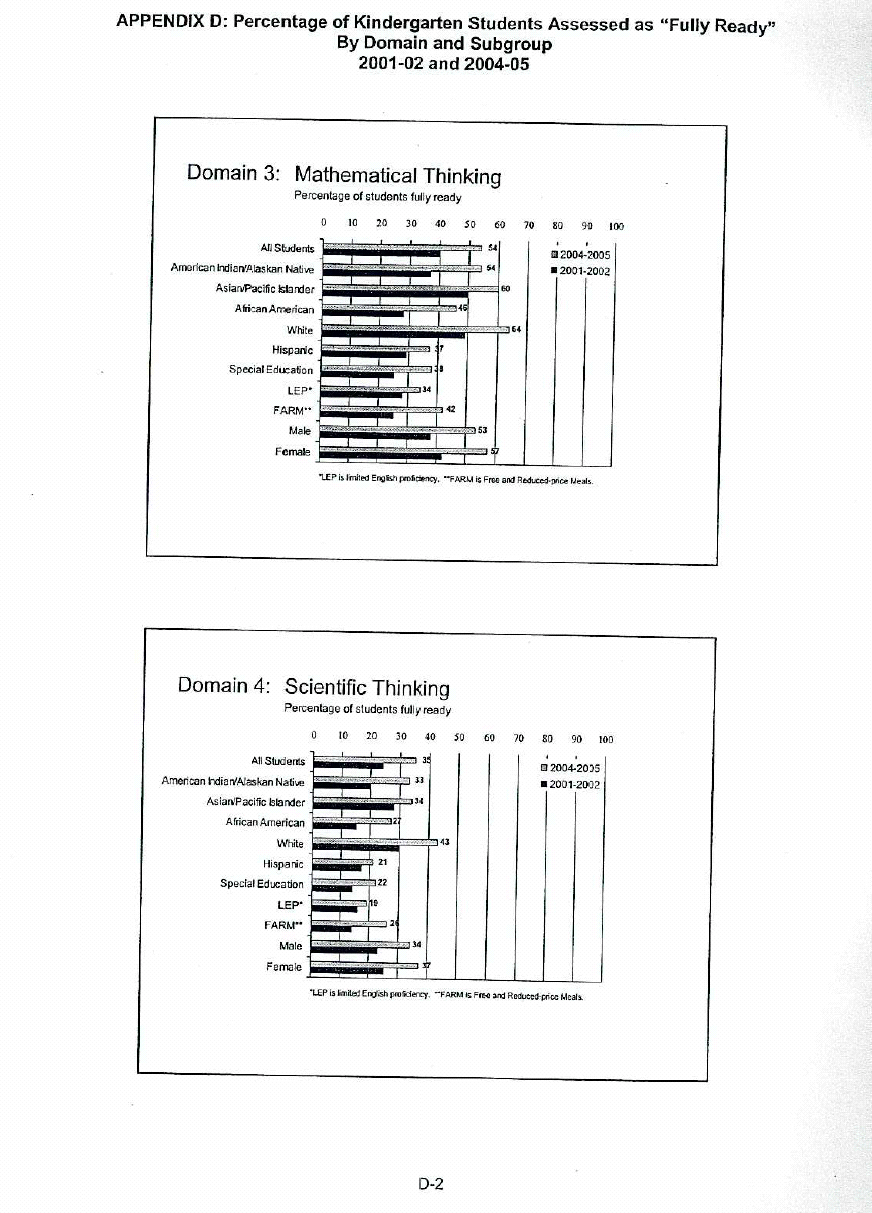 APPENDIX D: Percentage of Kindergarten Students Assessed as “Fully Ready”
By Domain and Subgroup
2001-02 and 2004-05
Domain 3: Mathematical Thinking
Percentage of students fully ready
0 10 20 30 40 50 60 70 80 90 100
All Students 54
American Indian/Alaskan Native 54
Asian/Pacific Islander 60
African American 46
White 64
Hispanic 37
Special Education 38
LEP* 34
FARM** 42
Male 53
Female 57
2004-2005
2001-2002
*LEP is limited English proficiency. **FARM is Free and Reduced-price Meals.
Domain 4: Scientific Thinking
Percentage of students fully ready
0 10 20 30 40 50 60 70 80 90 100
All Students 35
American Indian/Alaskan Native 33
Asian/Pacific Islander 34
African American 27
White 43
Hispanic 21
Special Education 22
LEP* 19
FARM** 26
Male 34
Female 37
2004-2005
2001-2002
*LEP is limited English proficiency. **FARM is Free and Reduced-price Meals.
D-2